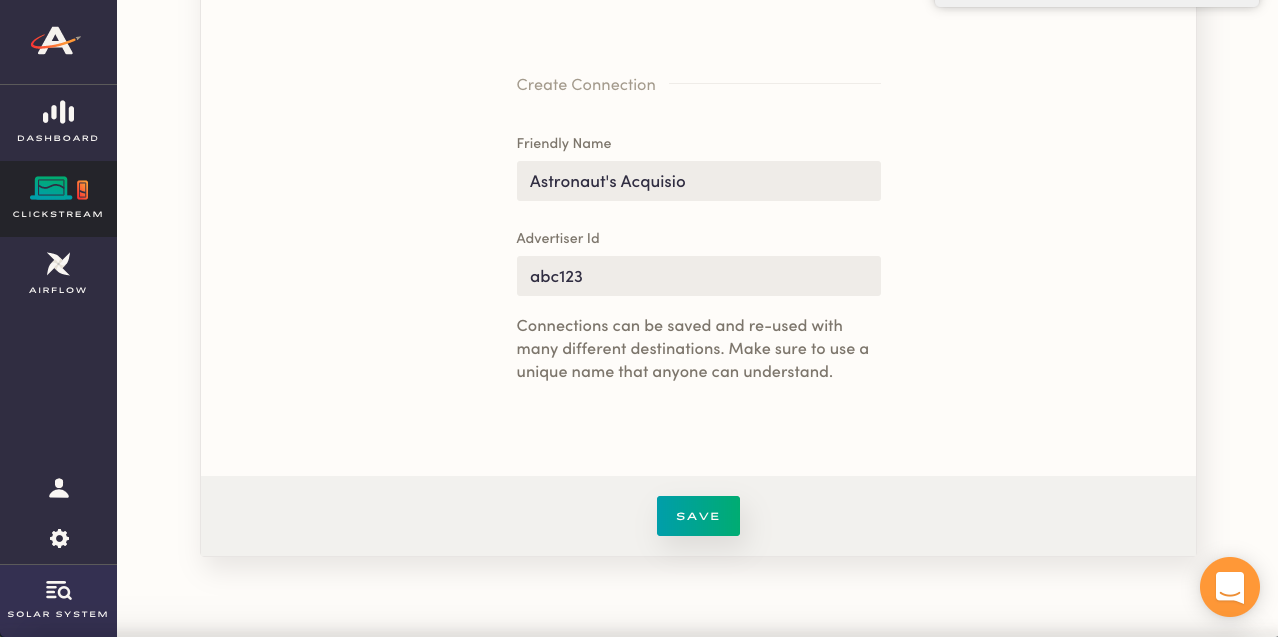 DASHBOARD
CLICKSTREAM
AIRFLOW
SOLAR SYSTEM
Create Connection
Friendly Name
Astronaut's Acquisio
Advertiser Id
abc123
Connections can be saved and re-used with
many different destinations. Make sure to use a
unique name that anyone can understand.
SAVE